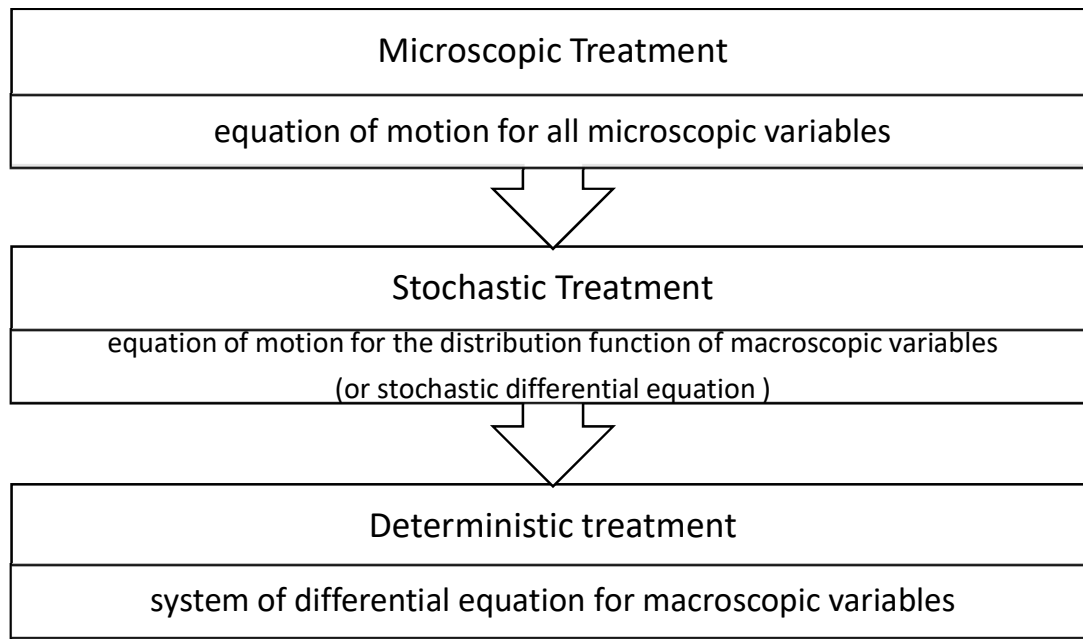 Microscopic Treatment
equation of motion for all microscopic variables
Stochastic Treatment
equation of motion for the distribution function of macroscopic variables
(or stochastic differential equation )
Deterministic treatment
system of differential equation for macroscopic variables